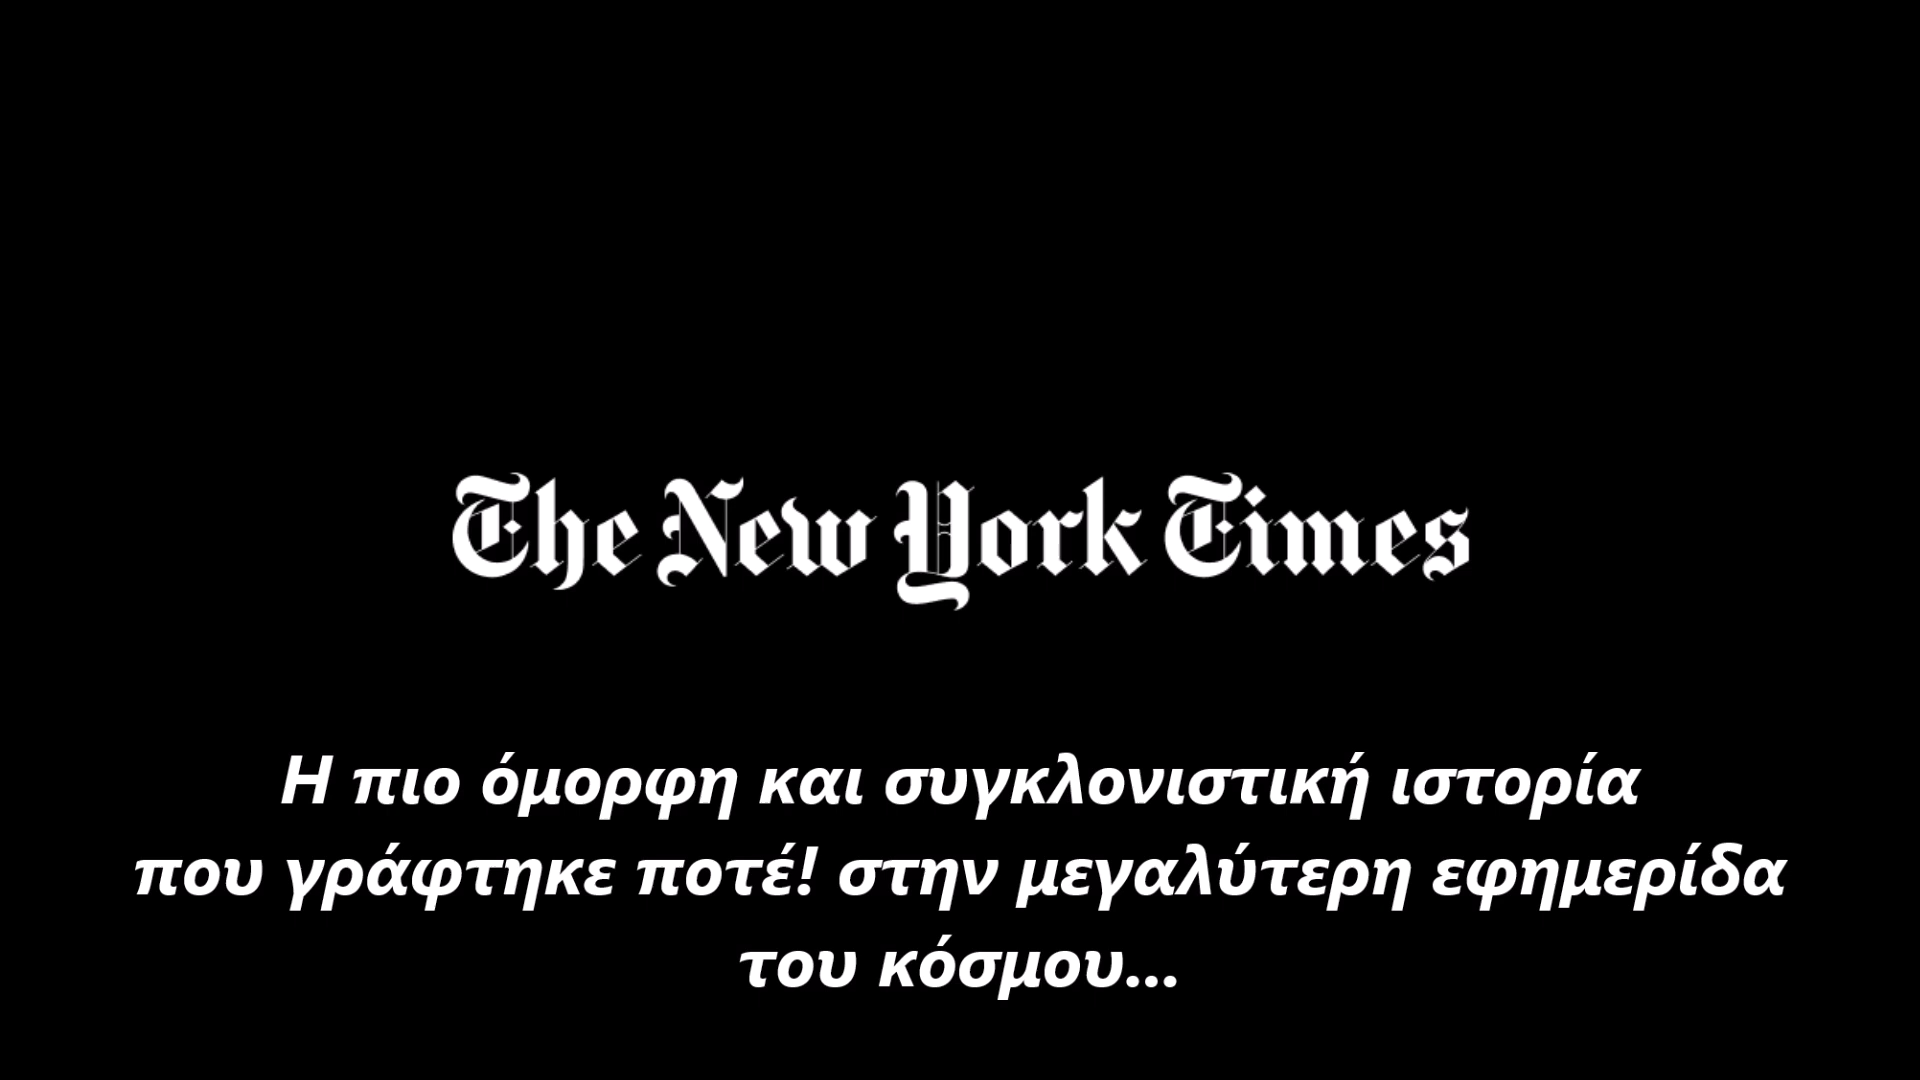 The New York Times
Η πιο όμορφη και συγκλονιστική ιστορία
που γράφτηκε ποτέ! στην μεγαλύτερη εφημερίδα
του κόσμου...